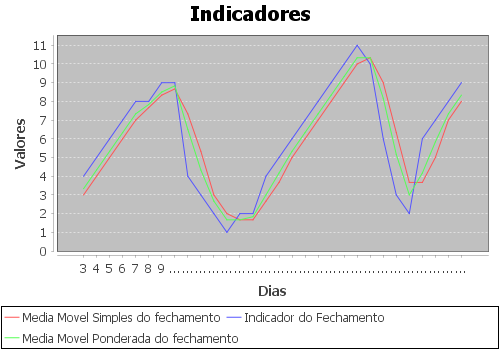 Indicadores
Valores
11
10
9
8
7
6
5
4
3
2
1
0
3 4 5 6 7 8 9 .......................
Dias
Media Movel Simples do fechamento Indicador do Fechamento
Media Movel Ponderada do fechamento